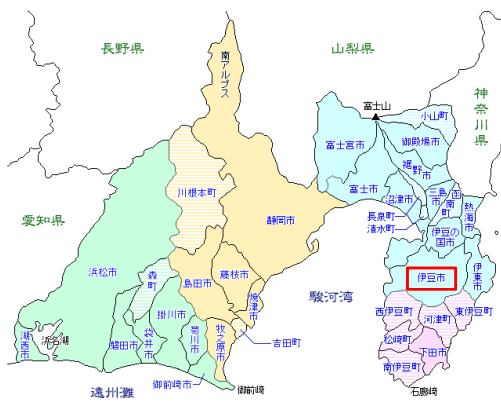 長野県
山梨県
神奈川県
愛知県
南アルプス
富士山
小山町
富士宮市
御殿場市
裾野市
富士市
沼津市
三島市
函南町
熱海市
長泉町
清水町
伊豆の国市
川根本町
静岡市
伊豆市
伊東市
浜松市
森町
島田市
藤枝市
焼津市
駿河湾
西伊豆町
河津町
東伊豆町
湖西市
浜名湖
磐田市
袋井市
掛川市
菊川市
牧之原市
吉田町
松崎町
下田市
南伊豆町
御前崎市
御前崎
石廊崎
遠州灘